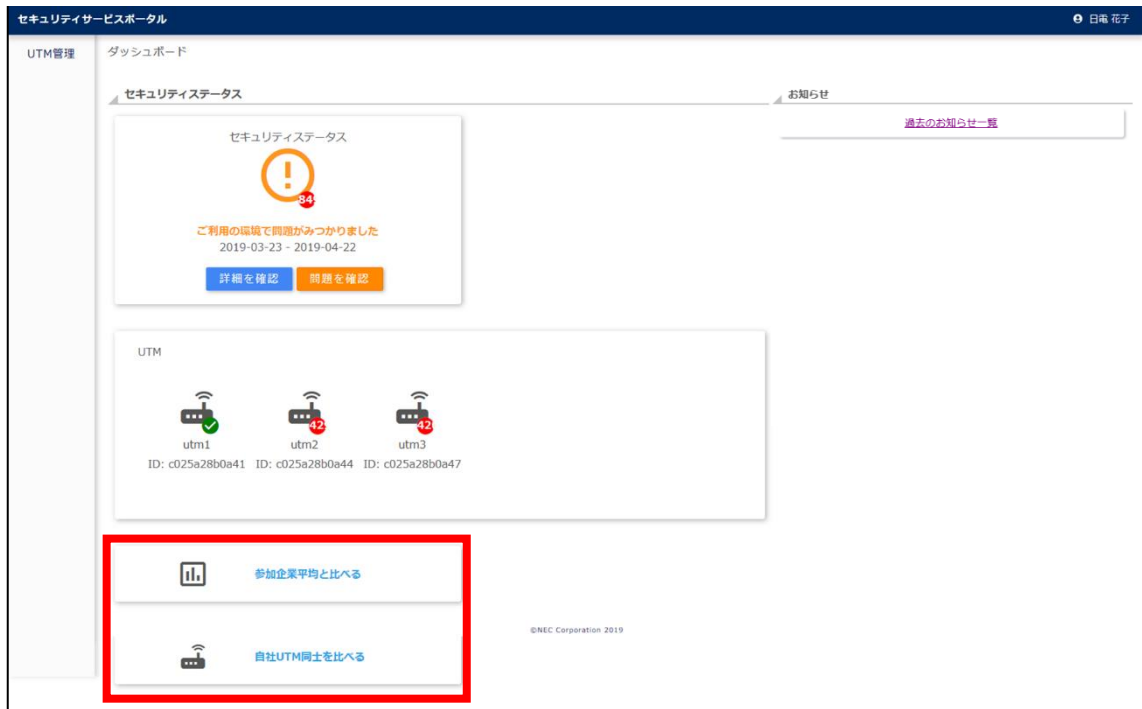 セキュリティサービスポータル
日電 花子
UTM管理
ダッシュボード
セキュリティステータス
お知らせ
過去のお知らせ一覧
セキュリティステータス
84
ご利用の環境で問題がみつかりました
2019-03-23 - 2019-04-22
詳細を確認
問題を確認
UTM
42
42
utm1
utm2
utm3
ID: c025a28b0a41
ID: c025a28b0a44
ID: c025a28b0a47
参加企業平均と比べる
©NEC Corporation 2019
自社UTM同士を比べる